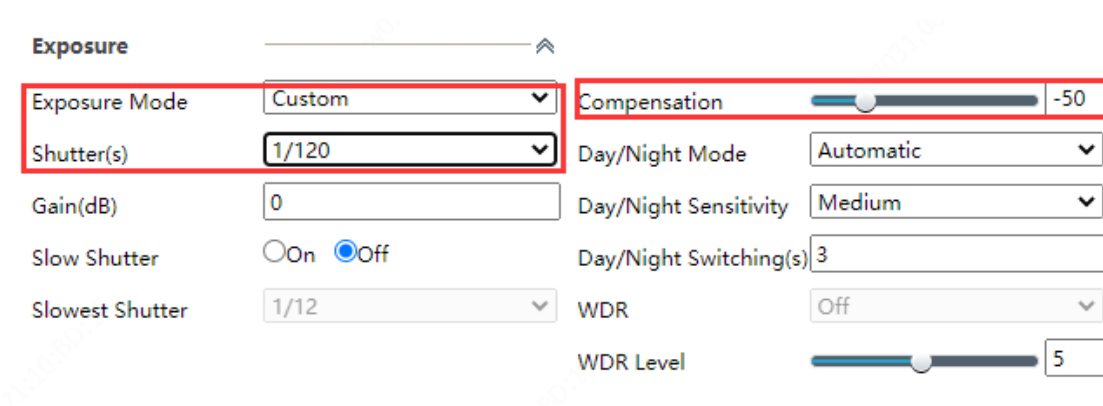 Exposure
Exposure Mode Custom
Shutter(s) 1/120
Gain(dB) 0
Slow Shutter On Off
Slowest Shutter 1/12
Compensation -50
Day/Night Mode Automatic
Day/Night Sensitivity Medium
Day/Night Switching(s) 3
WDR Off
WDR Level 5